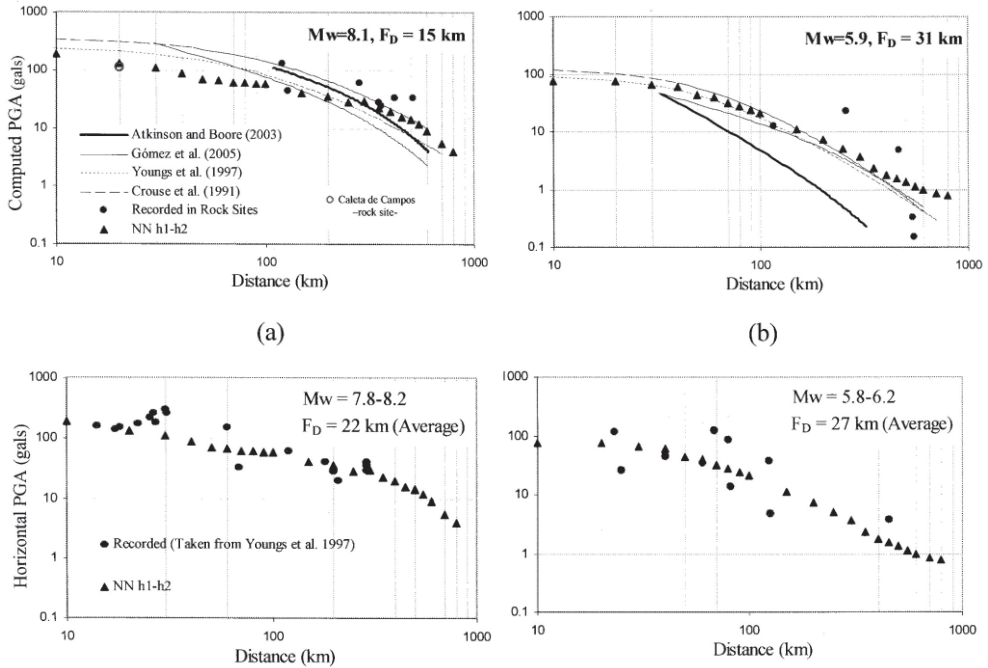 Computed PGA (gals)
1000
100
10
1
0.1
Mw=8.1, F_D = 15 km
Atkinson and Boore (2003)
Gómez et al. (2005)
Youngs et al. (1997)
Crouse et al. (1991)
Recorded in Rock Sites
NN h1-h2
Caleta de Campos
–rock site-
10
100
1000
Distance (km)
(a)
1000
100
10
1
0.1
Mw=5.9, F_D = 31 km
10
100
1000
Distance (km)
(b)
Horizontal PGA (gals)
1000
100
10
1
0.1
Mw = 7.8-8.2
F_D = 22 km (Average)
Recorded (Taken from Youngs et al. 1997)
NN h1-h2
10
100
1000
Distance (km)
1000
100
10
1
0.1
Mw = 5.8-6.2
F_D = 27 km (Average)
10
100
1000
Distance (km)